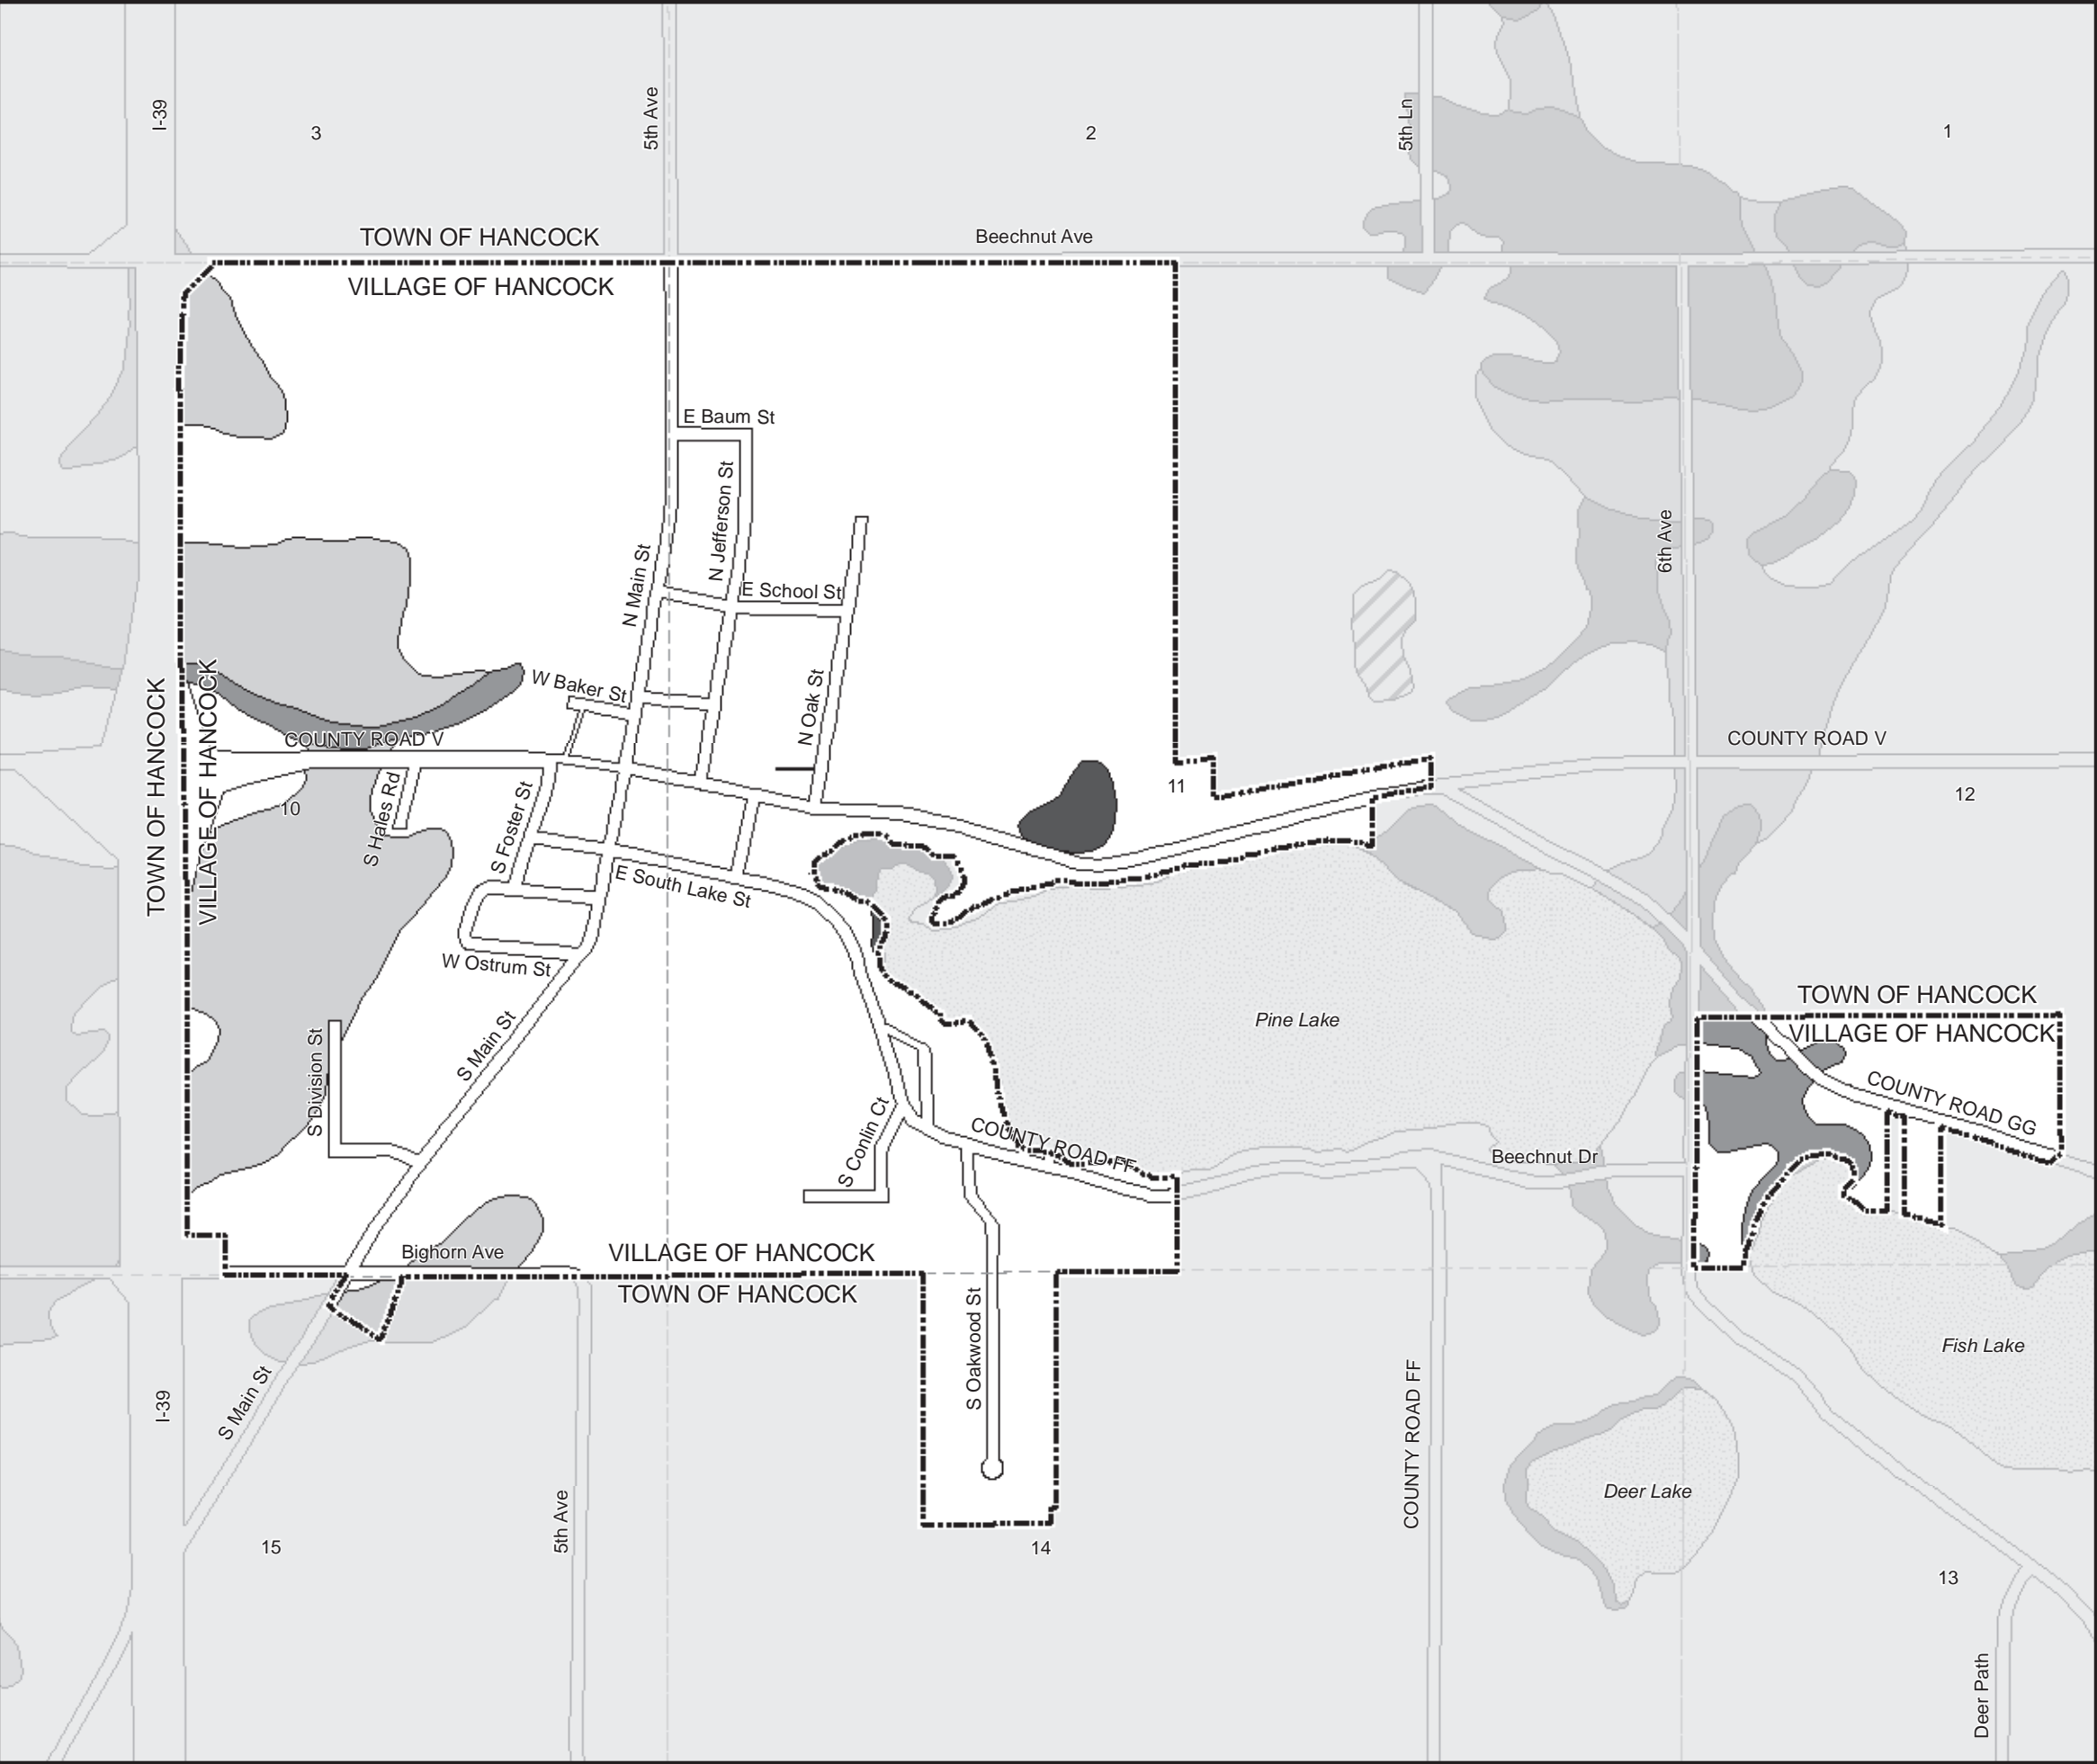 I-39
3
5th Ave
2
5th Ln
1
TOWN OF HANCOCK
Beechnut Ave
VILLAGE OF HANCOCK
E Baum St
N Jefferson St
N Main St
E School St
6th Ave
W Baker St
N Oak St
COUNTY ROAD V
COUNTY ROAD V
TOWN OF HANCOCK
VILLAGE OF HANCOCK
10
S Hales Rd
S Foster St
11
12
E South Lake St
W Ostrum St
TOWN OF HANCOCK
VILLAGE OF HANCOCK
Pine Lake
S Division St
S Main St
S Conlin Ct
COUNTY ROAD FF
COUNTY ROAD GG
Beechnut Dr
Bighorn Ave
VILLAGE OF HANCOCK
TOWN OF HANCOCK
S Oakwood St
Fish Lake
I-39
S Main St
COUNTY ROAD FF
Deer Lake
5th Ave
15
14
13
Deer Path